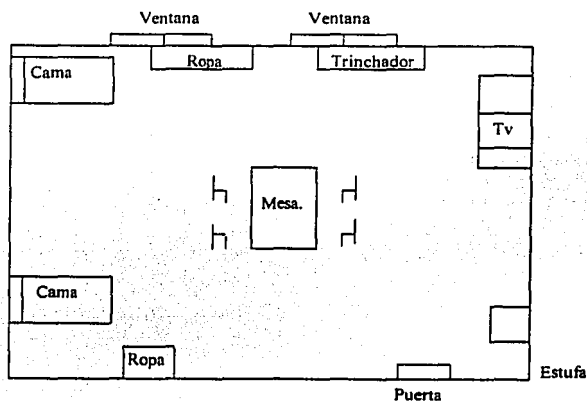 Ventana
Ventana
Cama
Ropa
Trinchador
Tv
Mesa.
Cama
Ropa
Estufa
Puerta